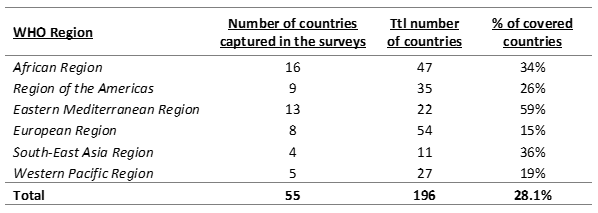 WHO Region Number of countries captured in the surveys Ttl number of countries % of covered countries
African Region 16 47 34%
Region of the Americas 9 35 26%
Eastern Mediterranean Region 13 22 59%
European Region 8 54 15%
South-East Asia Region 4 11 36%
Western Pacific Region 5 27 19%
Total 55 196 28.1%